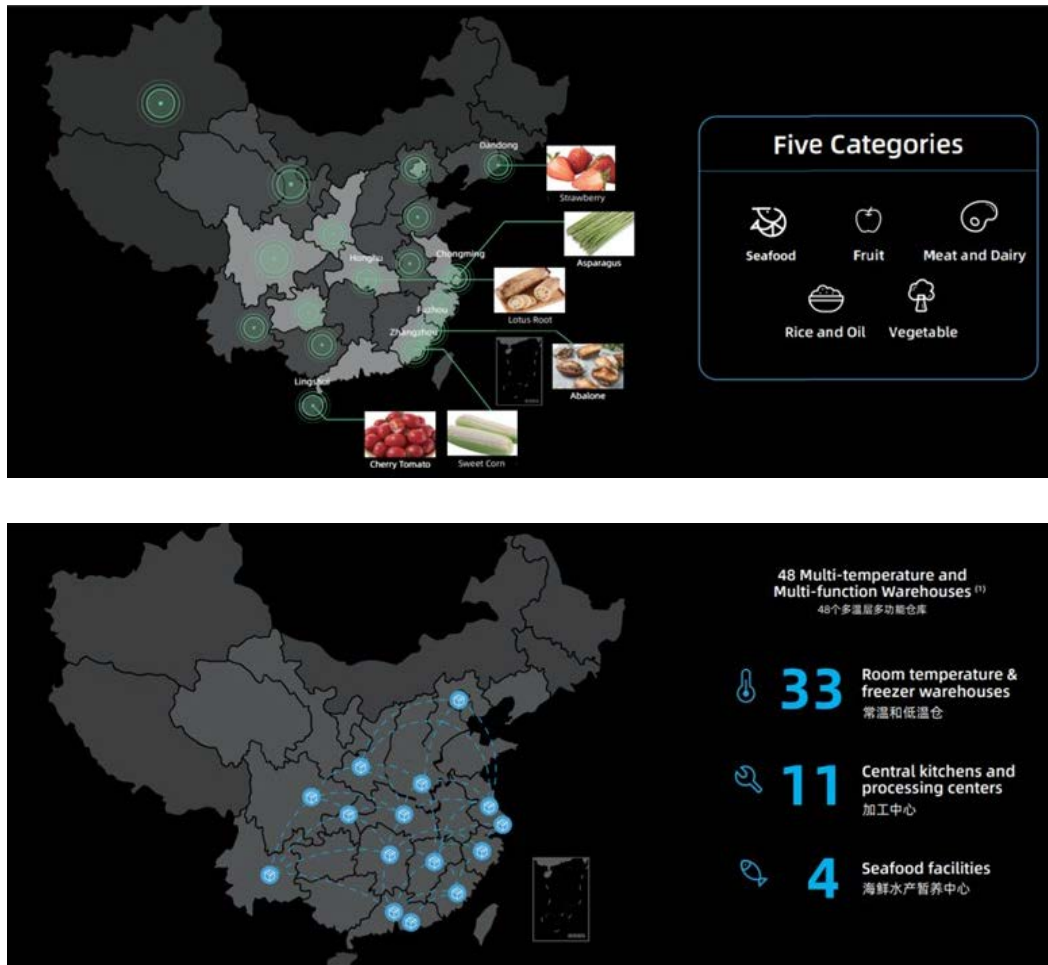 Dandong
Strawberry
Chongming
Asparagus
Honghu
Lotus Root
Fuzhou
Zhangzhou
Abalone
Lingshui
Cherry Tomato
Sweet Corn
Five Categories
Seafood
Fruit
Meat and Dairy
Rice and Oil
Vegetable
48 Multi-temperature and
Multi-function Warehouses (1)
48个多温层多功能仓库
33
Room temperature &
freezer warehouses
常温和低温仓
11
Central kitchens and
processing centers
加工中心
4
Seafood facilities
海鲜水产暂养中心